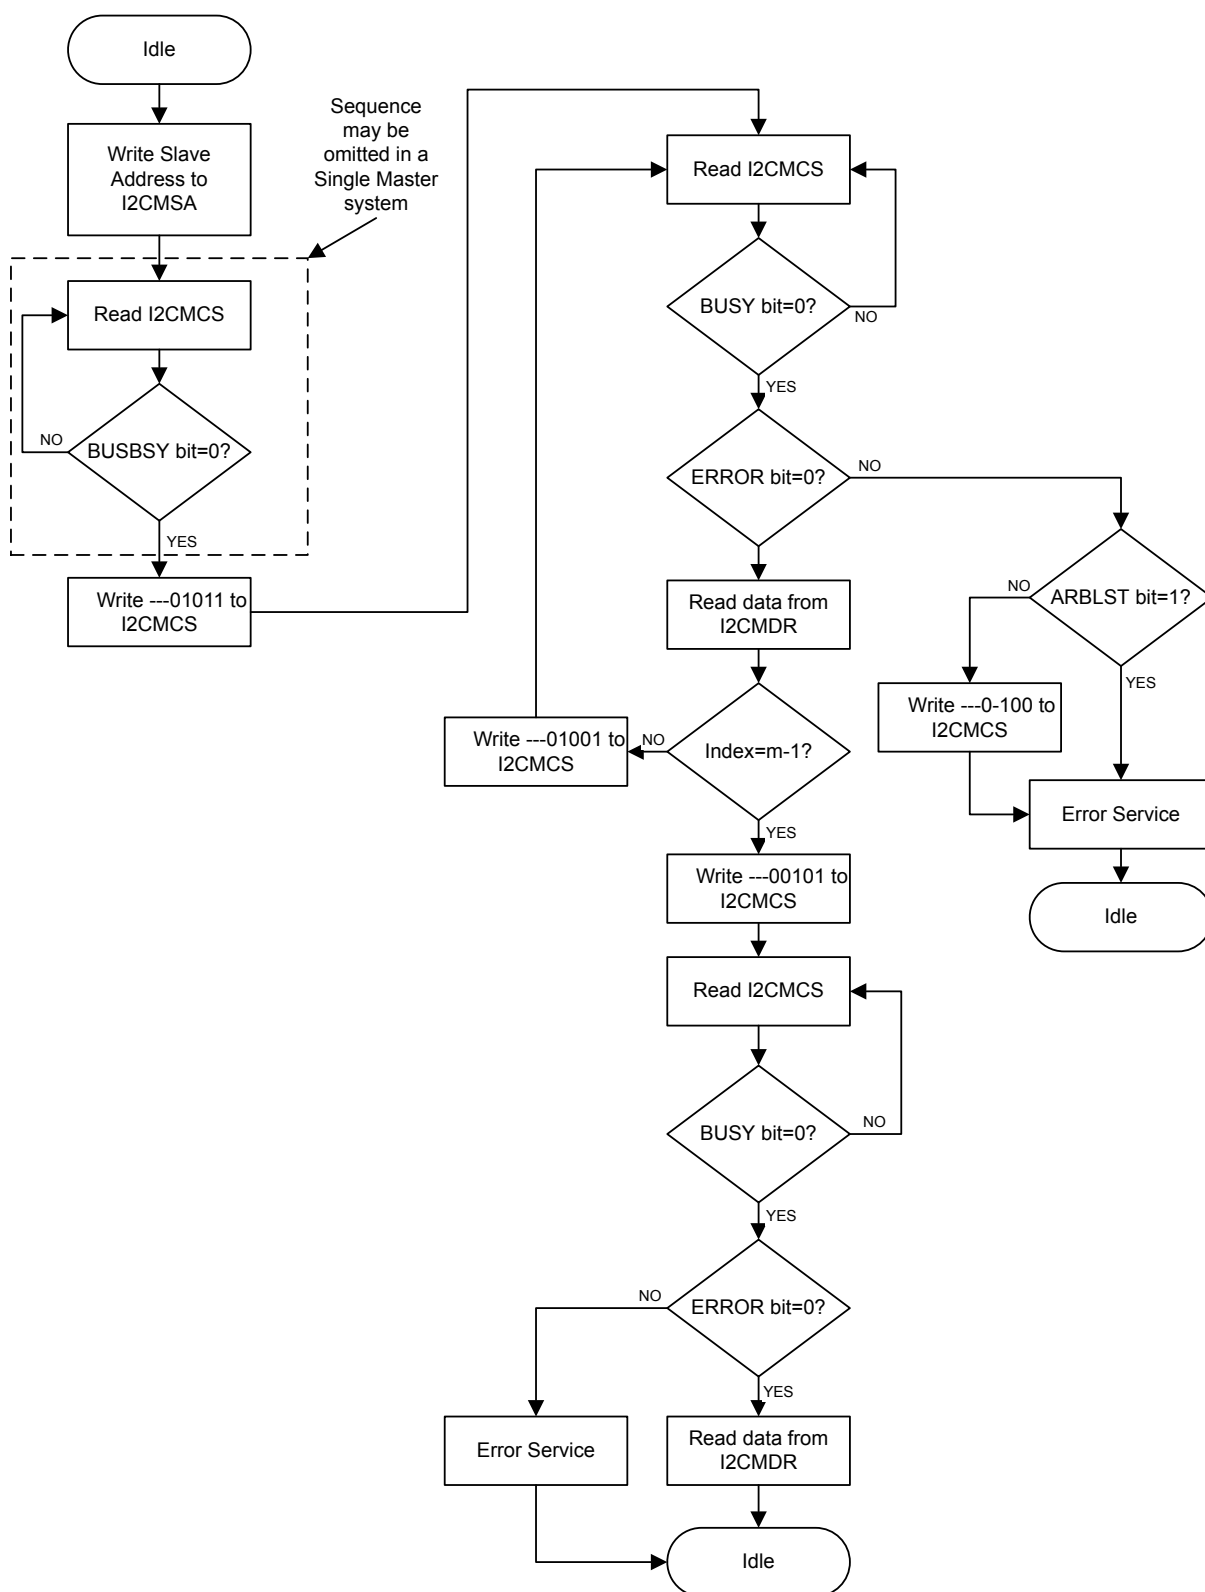 Idle
Write Slave
Address to
I2CMSA
Sequence
may be
omitted in a
Single Master
system
Read I2CMCS
BUSBSY bit=0?
NO
YES
Write ---01011 to
I2CMCS
Read I2CMCS
BUSY bit=0?
NO
YES
ERROR bit=0?
NO
ARBLST bit=1?
NO
YES
Write ---0-100 to
I2CMCS
Error Service
Idle
Read data from
I2CMDR
Index=m-1?
NO
Write ---01001 to
I2CMCS
YES
Write ---00101 to
I2CMCS
Read I2CMCS
BUSY bit=0?
NO
YES
ERROR bit=0?
NO
YES
Error Service
Read data from
I2CMDR
Idle